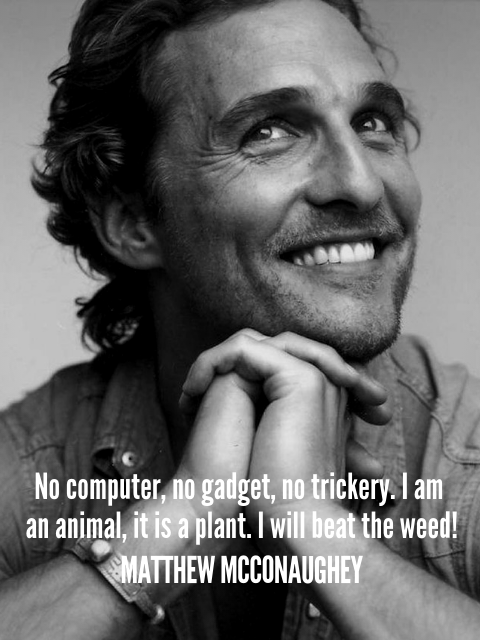 No computer, no gadget, no trickery. I am
an animal, it is a plant. I will beat the weed!
MATTHEW MCCONAUGHEY